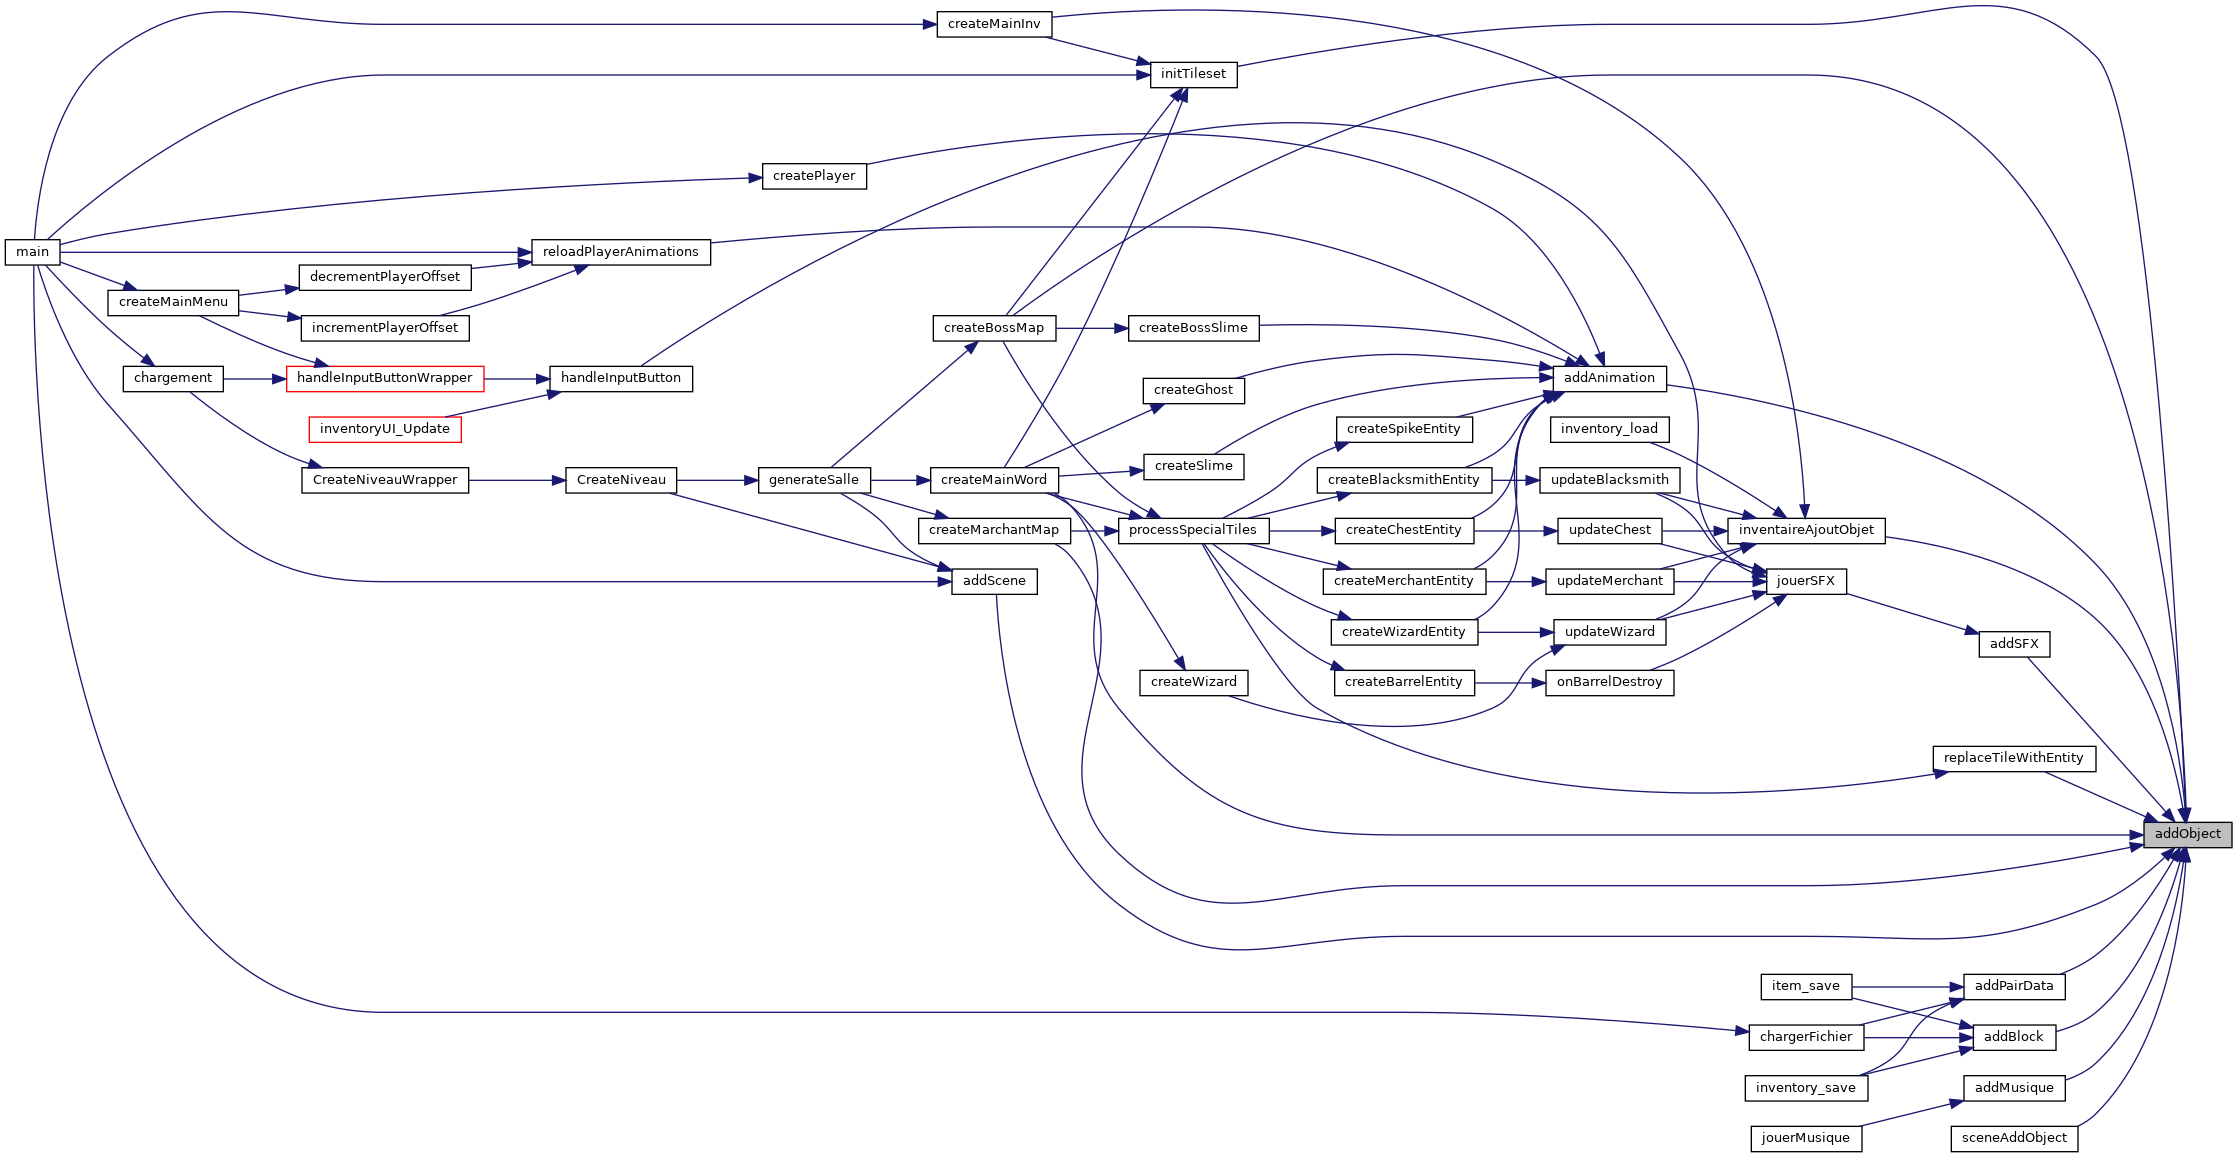 createMainInv
initTileset
createPlayer
main
reloadPlayerAnimations
decrementPlayerOffset
createMainMenu
incrementPlayerOffset
createBossMap
createBossSlime
chargement
handleInputButtonWrapper
handleInputButton
addAnimation
createGhost
inventoryUI_Update
createSpikeEntity
inventory_load
createSlime
CreateNiveauWrapper
CreateNiveau
generateSalle
createMainWord
createBlacksmithEntity
updateBlacksmith
createMarchantMap
processSpecialTiles
createChestEntity
updateChest
inventaireAjoutObjet
addScene
createMerchantEntity
updateMerchant
jouerSFX
createWizardEntity
updateWizard
addSFX
createWizard
createBarrelEntity
onBarrelDestroy
replaceTileWithEntity
addObject
item_save
addPairData
chargerFichier
addBlock
inventory_save
addMusique
jouerMusique
sceneAddObject